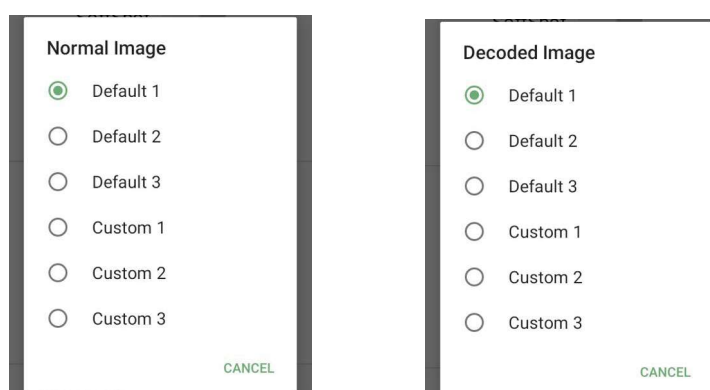 Normal Image
Default 1
Default 2
Default 3
Custom 1
Custom 2
Custom 3
CANCEL
Decoded Image
Default 1
Default 2
Default 3
Custom 1
Custom 2
Custom 3
CANCEL